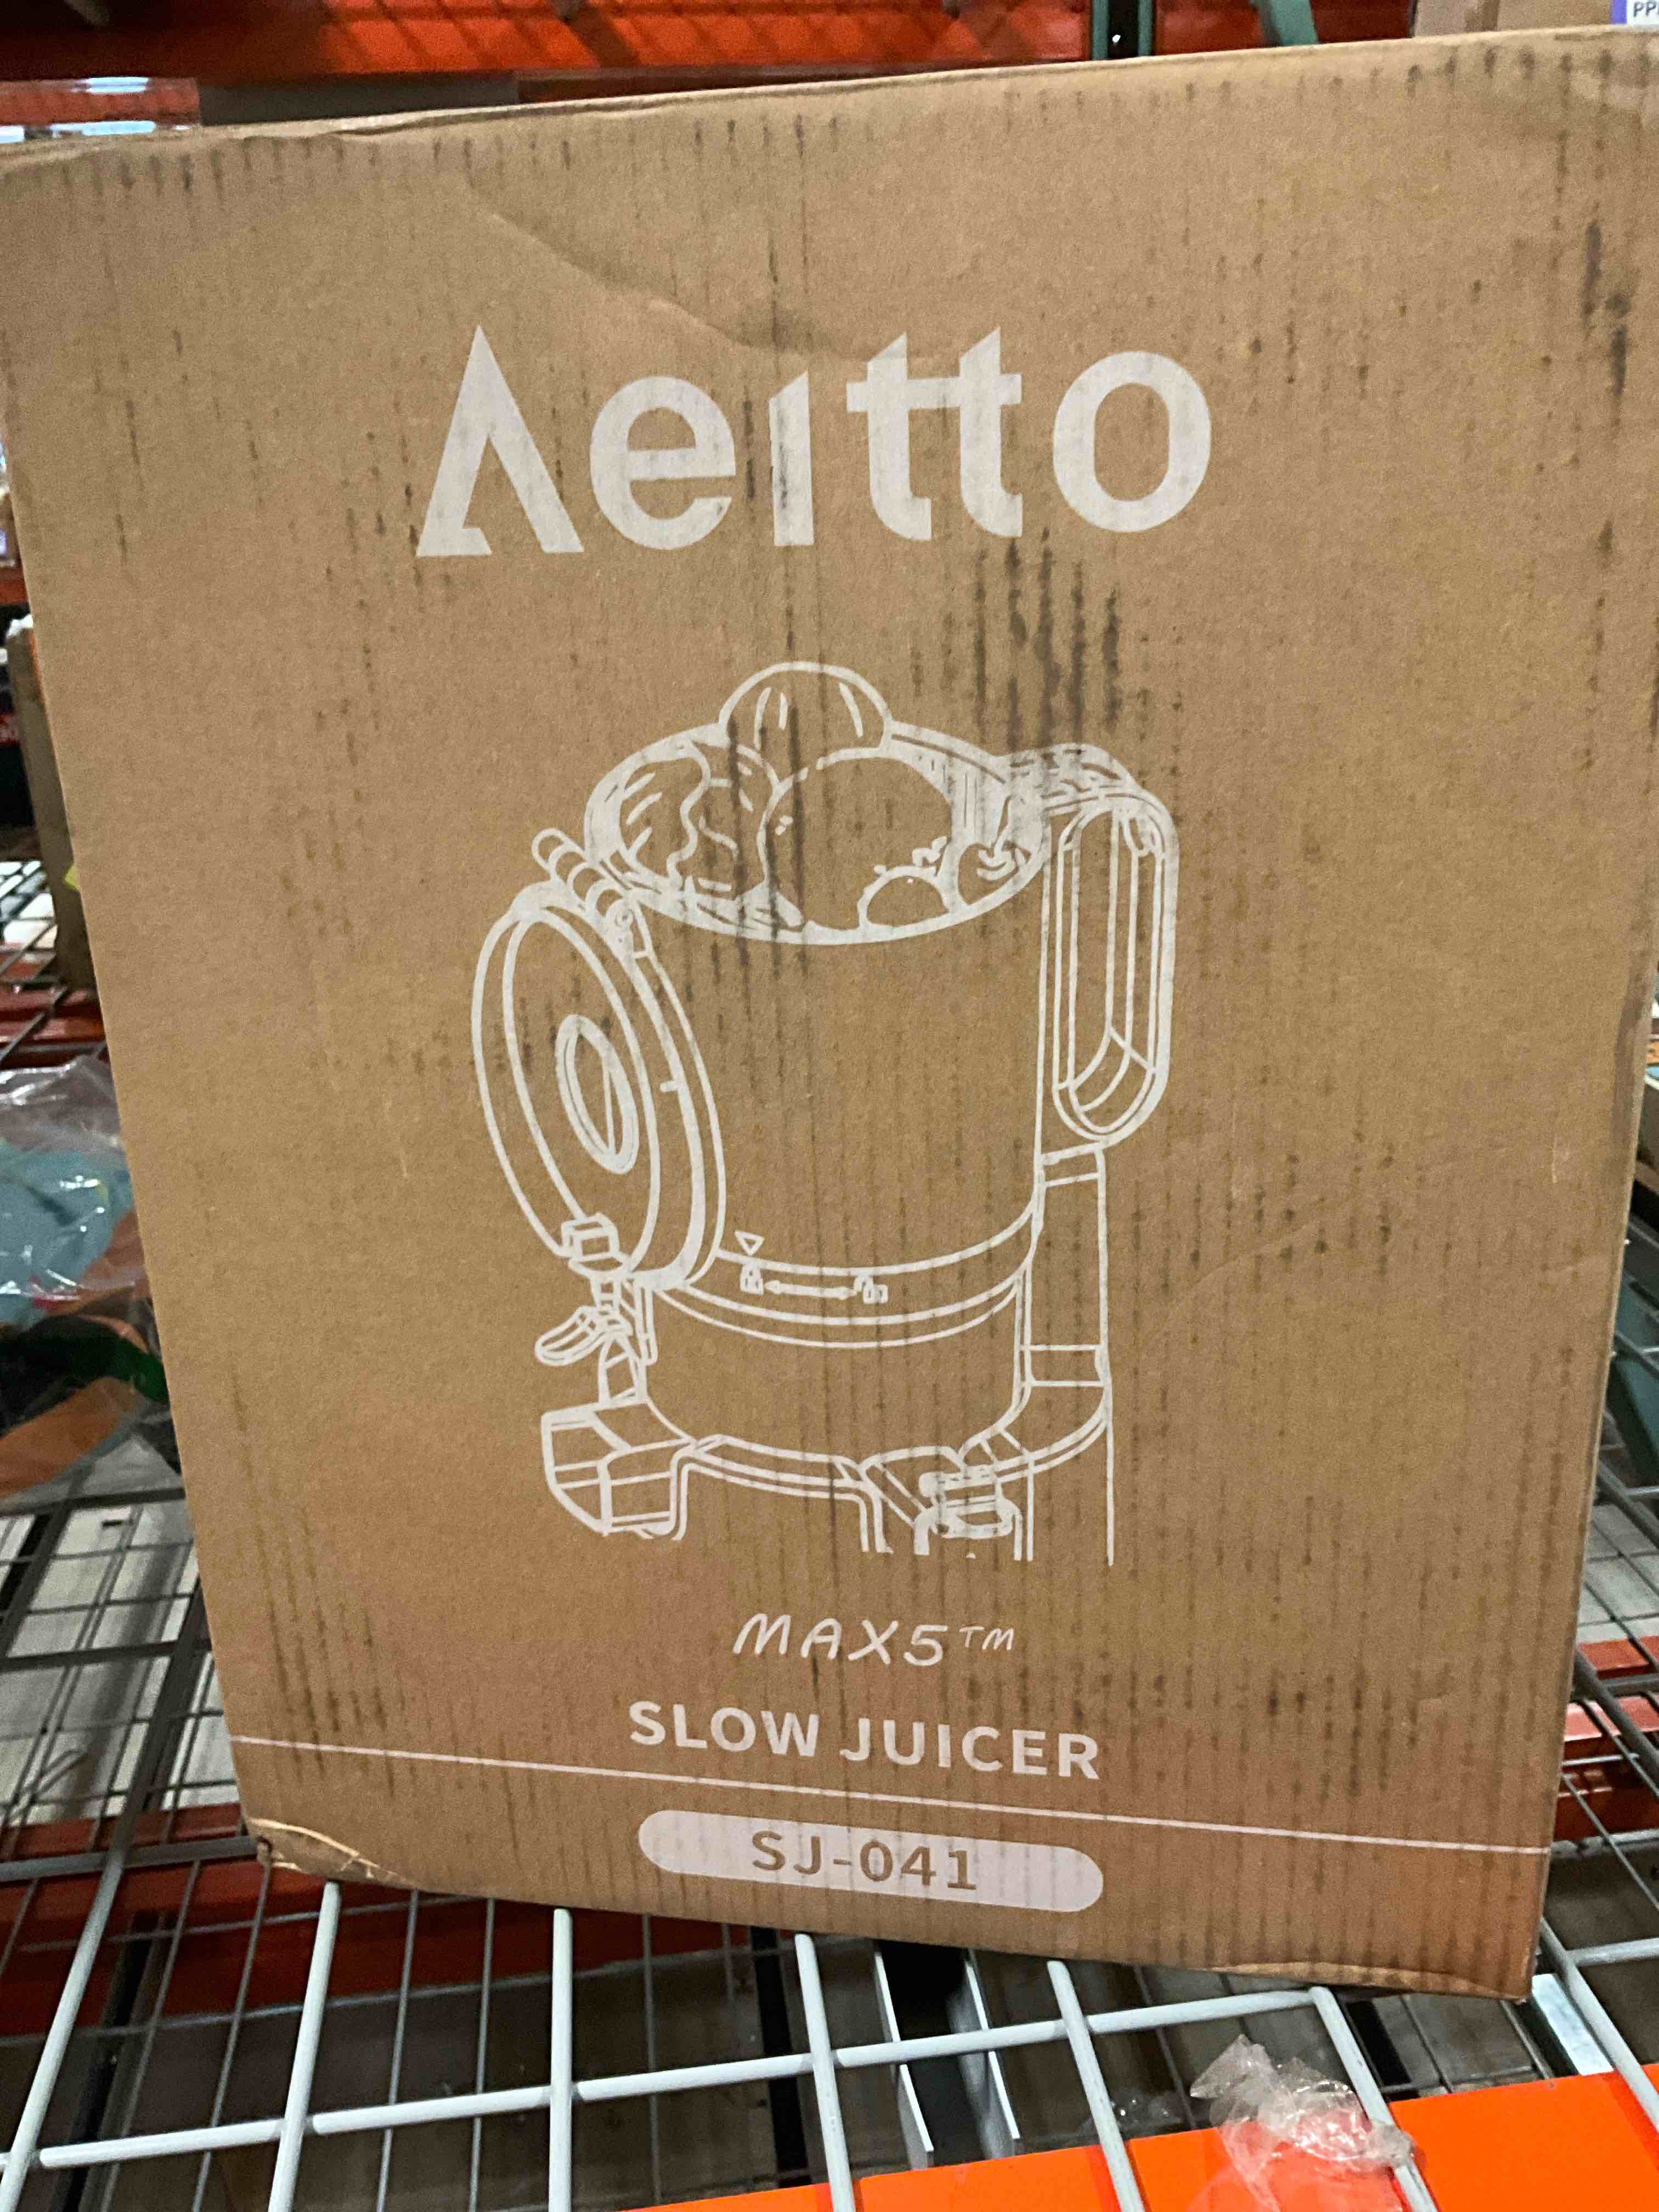 Aeitto
MAX5™
SLOW JUICER
SJ-041